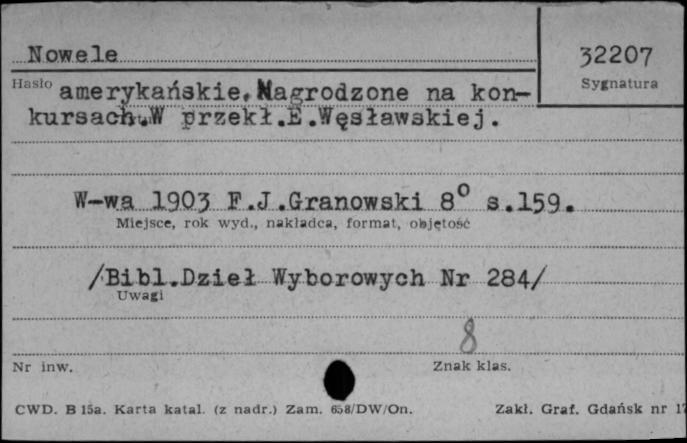 Nowele
32207
Hasło
Sygnatura
amerykańskie. Nagrodzone na kon-
kursach. W przekł.E.Węsławskiej.
W-wa 1903 F.J.Granowski 8° s.159.
Miejsce, rok wyd., nakładca, format, objętość
/Bibl.Dzieł Wyborowych Nr 284/
Uwagi
8
Nr inw.
Znak klas.
CWD. B 15a. Karta katal. (z nadr.) Zam. 658/DW/On.
Zakł. Graf. Gdańsk nr